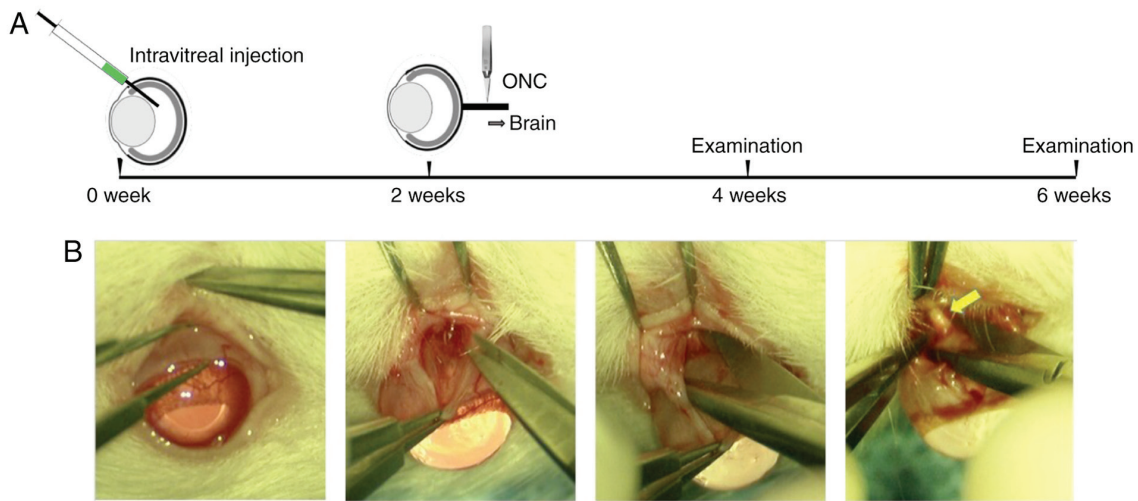 A
Intravitreal injection
ONC
Brain
Examination
Examination
0 week
2 weeks
4 weeks
6 weeks
B